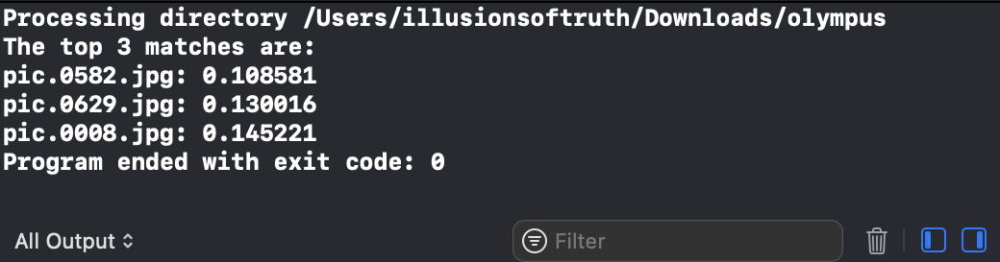 Processing directory /Users/illusionsoftruth/Downloads/olympus
The top 3 matches are:
pic.0582.jpg: 0.108581
pic.0629.jpg: 0.130016
pic.0008.jpg: 0.145221
Program ended with exit code: 0
All Output
Filter